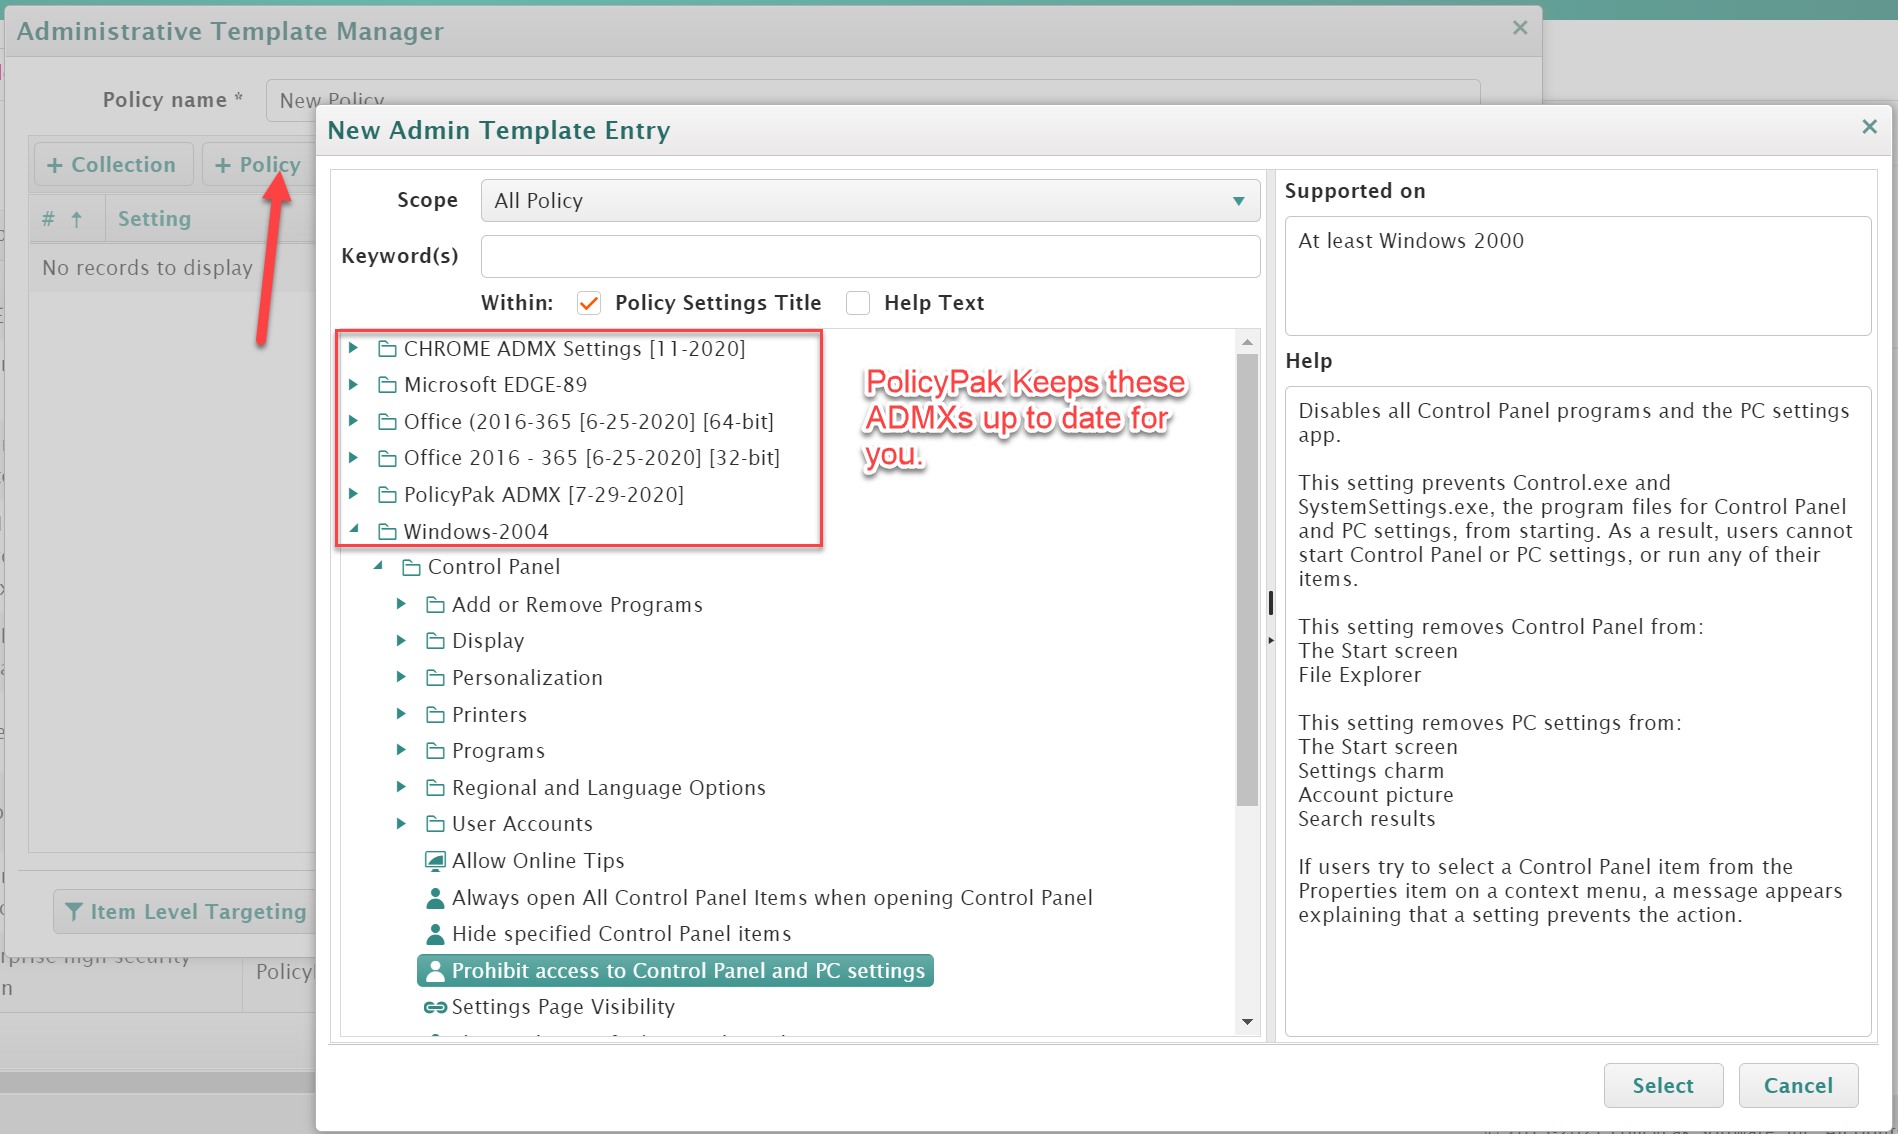 Administrative Template Manager
Policy name *
New Policy
+ Collection
+ Policy
#
Setting
No records to display
Item Level Targeting
New Admin Template Entry
Scope
All Policy
Keyword(s)
Within:
Policy Settings Title
Help Text
CHROME ADMX Settings [11-2020]
Microsoft EDGE-89
Office (2016-365 [6-25-2020] [64-bit]
Office 2016 - 365 [6-25-2020] [32-bit]
PolicyPak ADMX [7-29-2020]
Windows-2004
PolicyPak Keeps these
ADMXs up to date for
you.
Control Panel
Add or Remove Programs
Display
Personalization
Printers
Programs
Regional and Language Options
User Accounts
Allow Online Tips
Always open All Control Panel Items when opening Control Panel
Hide specified Control Panel items
Prohibit access to Control Panel and PC settings
Settings Page Visibility
Supported on
At least Windows 2000
Help
Disables all Control Panel programs and the PC settings
app.
This setting prevents Control.exe and
SystemSettings.exe, the program files for Control Panel
and PC settings, from starting. As a result, users cannot
start Control Panel or PC settings, or run any of their
items.
This setting removes Control Panel from:
The Start screen
File Explorer
This setting removes PC settings from:
The Start screen
Settings charm
Account picture
Search results
If users try to select a Control Panel item from the
Properties item on a context menu, a message appears
explaining that a setting prevents the action.
Select
Cancel